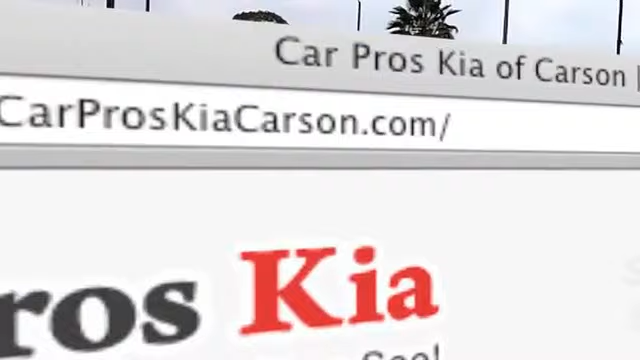 Car Pros Kia of Carson |
CarProsKiaCarson.com/
ros Kia